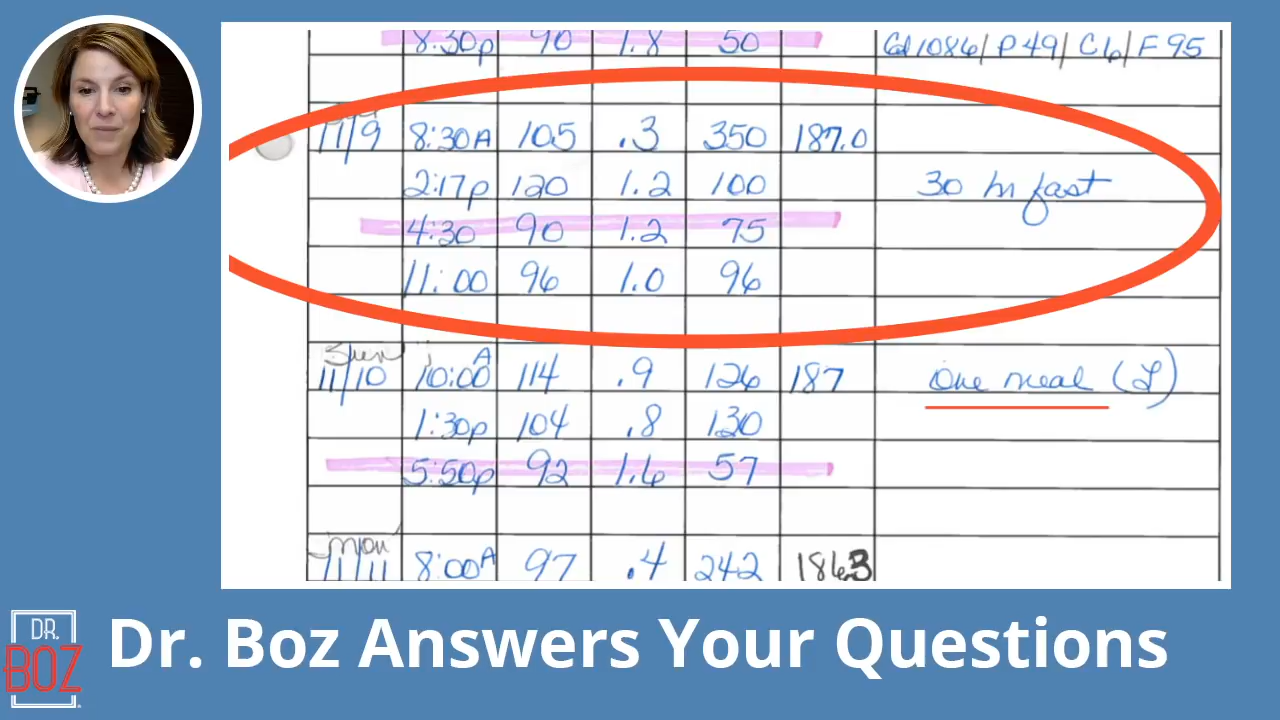 8:30p 90 1.8 50 Cal 1086/ P 49/ C 6/ F 95
11/9 8:30A 105 .3 350 187.0
2:17p 120 1.2 100 30 hr fast
4:30 90 1.2 75
11:00 96 1.0 96
Sun
11/10 10:00A 114 .9 126 187 One meal (L)
1:30p 104 .8 130
5:50p 92 1.6 57
Mon
11/11 8:00A 97 .4 242 186.3
DR.
BOZ
Dr. Boz Answers Your Questions